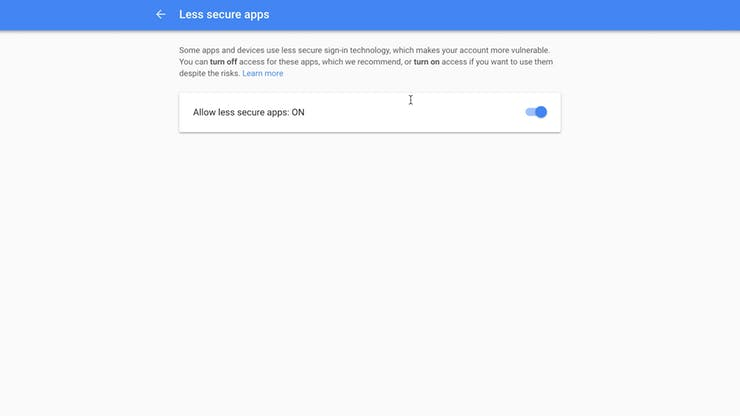 Less secure apps
Some apps and devices use less secure sign-in technology, which makes your account more vulnerable.
You can turn off access for these apps, which we recommend, or turn on access if you want to use them
despite the risks. Learn more
Allow less secure apps: ON